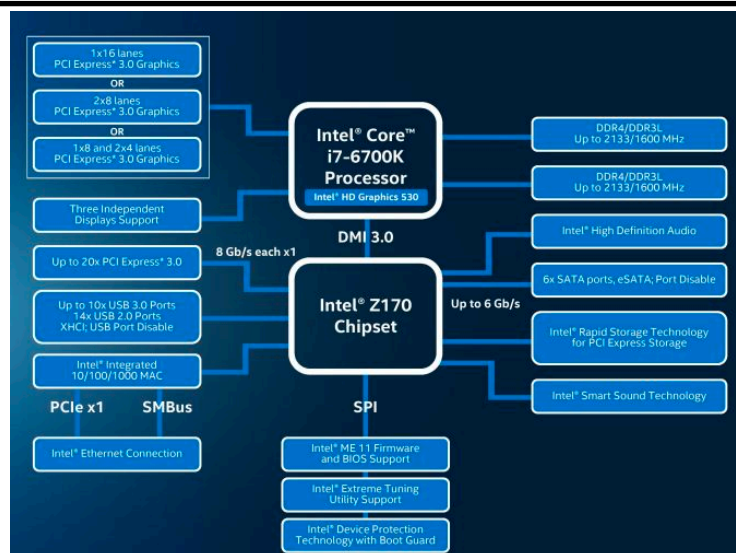 1x16 lanes
PCI Express* 3.0 Graphics
OR
2x8 lanes
PCI Express* 3.0 Graphics
OR
1x8 and 2x4 lanes
PCI Express* 3.0 Graphics
Three Independent
Displays Support
Intel® Core™
i7-6700K
Processor
Intel® HD Graphics 530
DDR4/DDR3L
Up to 2133/1600 MHz
DDR4/DDR3L
Up to 2133/1600 MHz
DMI 3.0
Up to 20x PCI Express* 3.0
8 Gb/s each x1
Up to 10x USB 3.0 Ports
14x USB 2.0 Ports
XHCI; USB Port Disable
Intel® Integrated
10/100/1000 MAC
PCIe x1
SMBus
Intel® Ethernet Connection
Intel® Z170
Chipset
Intel® High Definition Audio
6x SATA ports, eSATA; Port Disable
Up to 6 Gb/s
Intel® Rapid Storage Technology
for PCI Express Storage
Intel® Smart Sound Technology
SPI
Intel® ME 11 Firmware
and BIOS Support
Intel® Extreme Tuning
Utility Support
Intel® Device Protection
Technology with Boot Guard